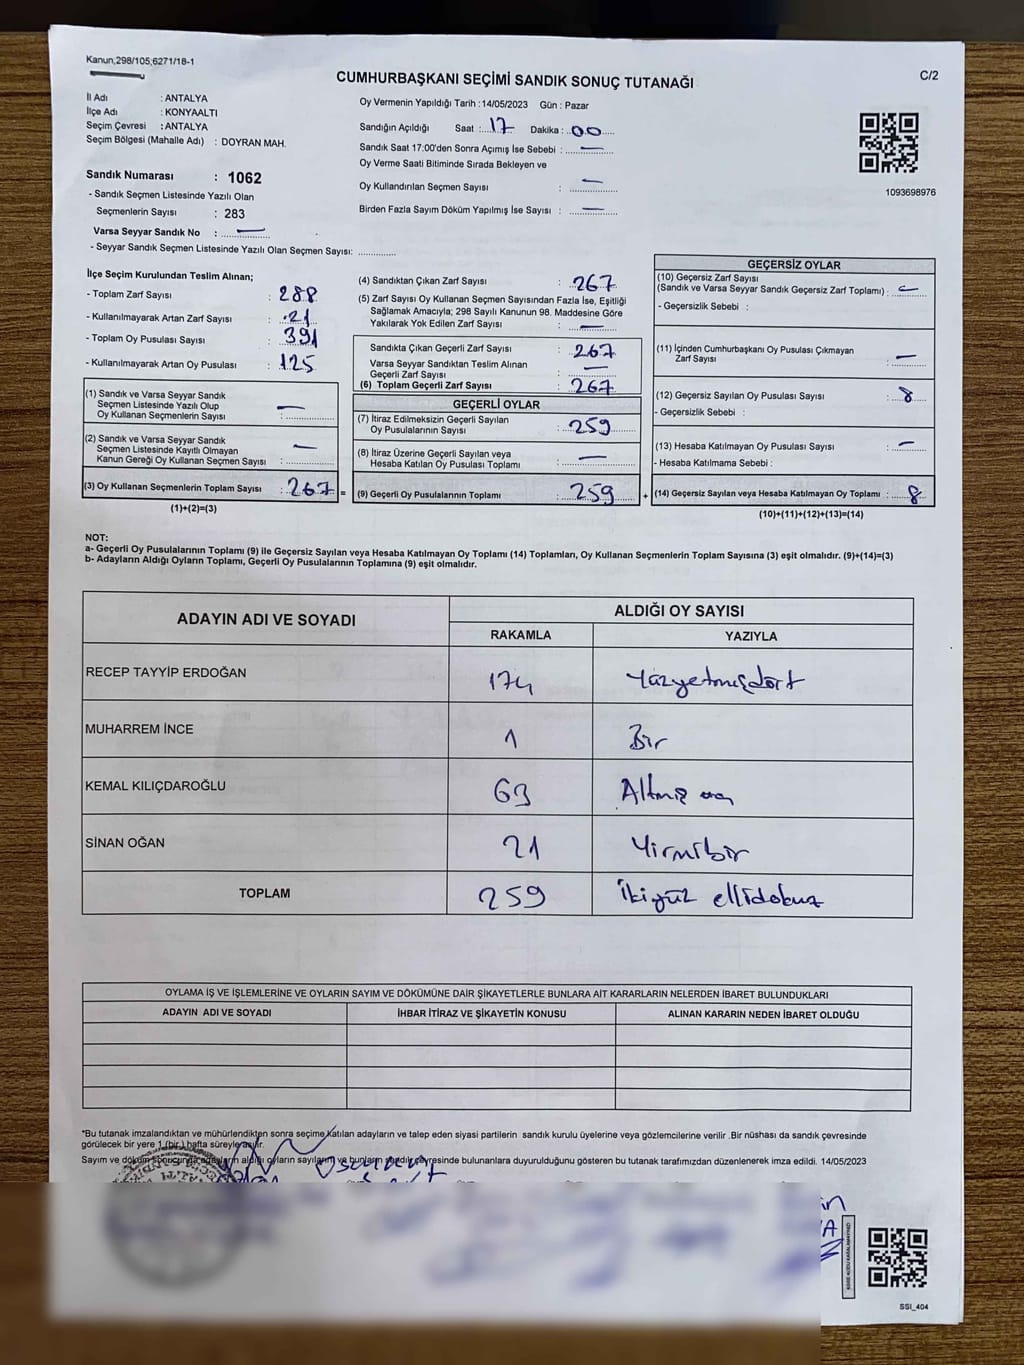 Kanun,298/105;6271/18-1
C/2
CUMHURBAŞKANI SEÇİMİ SANDIK SONUÇ TUTANAĞI
İl Adı : ANTALYA
İlçe Adı : KONYAALTI
Seçim Çevresi : ANTALYA
Seçim Bölgesi (Mahalle Adı) : DOYRAN MAH.
Sandık Numarası : 1062
- Sandık Seçmen Listesinde Yazılı Olan
Seçmenlerin Sayısı : 283
Varsa Seyyar Sandık No : —
- Seyyar Sandık Seçmen Listesinde Yazılı Olan Seçmen Sayısı:
Oy Vermenin Yapıldığı Tarih : 14/05/2023 Gün : Pazar
Sandığın Açıldığı Saat : 17 Dakika : 00
Sandık Saat 17:00'den Sonra Açımış İse Sebebi : —
Oy Verme Saati Bitiminde Sırada Bekleyen ve
Oy Kullandırılan Seçmen Sayısı : —
Birden Fazla Sayım Döküm Yapılmış İse Sayısı : —
1093698976
İlçe Seçim Kurulundan Teslim Alınan;
- Toplam Zarf Sayısı : 288
- Kullanılmayarak Artan Zarf Sayısı : 21
- Toplam Oy Pusulası Sayısı : 391
- Kullanılmayarak Artan Oy Pusulası : 125
(1) Sandık ve Varsa Seyyar Sandık
Seçmen Listesinde Yazılı Olup
Oy Kullanan Seçmenlerin Sayısı : —
(2) Sandık ve Varsa Seyyar Sandık
Seçmen Listesinde Kayıtlı Olmayan
Kanun Gereği Oy Kullanan Seçmen Sayısı : —
(3) Oy Kullanan Seçmenlerin Toplam Sayısı : 267 =
(1)+(2)=(3)
(4) Sandıktan Çıkan Zarf Sayısı : 267
(5) Zarf Sayısı Oy Kullanan Seçmen Sayısından Fazla İse, Eşitliği
Sağlamak Amacıyla; 298 Sayılı Kanunun 98. Maddesine Göre
Yakılarak Yok Edilen Zarf Sayısı : —
Sandıkta Çıkan Geçerli Zarf Sayısı : 267
Varsa Seyyar Sandıktan Teslim Alınan
Geçerli Zarf Sayısı : —
(6) Toplam Geçerli Zarf Sayısı : 267
GEÇERLİ OYLAR
(7) İtiraz Edilmeksizin Geçerli Sayılan
Oy Pusulalarının Sayısı : 259
(8) İtiraz Üzerine Geçerli Sayılan veya
Hesaba Katılan Oy Pusulası Toplamı : —
(9) Geçerli Oy Pusulalarının Toplamı : 259 +
GEÇERSİZ OYLAR
(10) Geçersiz Zarf Sayısı
(Sandık ve Varsa Seyyar Sandık Geçersiz Zarf Toplamı) : —
- Geçersizlik Sebebi :
(11) İçinden Cumhurbaşkanı Oy Pusulası Çıkmayan
Zarf Sayısı : —
(12) Geçersiz Sayılan Oy Pusulası Sayısı : 8
- Geçersizlik Sebebi :
(13) Hesaba Katılmayan Oy Pusulası Sayısı : —
- Hesaba Katılmama Sebebi :
(14) Geçersiz Sayılan veya Hesaba Katılmayan Oy Toplamı : 8
(10)+(11)+(12)+(13)=(14)
NOT:
a- Geçerli Oy Pusulalarının Toplamı (9) ile Geçersiz Sayılan veya Hesaba Katılmayan Oy Toplamı (14) Toplamları, Oy Kullanan Seçmenlerin Toplam Sayısına (3) eşit olmalıdır. (9)+(14)=(3)
b- Adayların Aldığı Oyların Toplamı, Geçerli Oy Pusulalarının Toplamına (9) eşit olmalıdır.
ADAYIN ADI VE SOYADI
ALDIĞI OY SAYISI
RAKAMLA YAZIYLA
RECEP TAYYİP ERDOĞAN 174 Yüzyetmişdört
MUHARREM İNCE 1 Bir
KEMAL KILIÇDAROĞLU 63 Altmış üç
SİNAN OĞAN 21 Yirmibir
TOPLAM 259 İkiyüz ellidokuz
OYLAMA İŞ VE İŞLEMLERİNE VE OYLARIN SAYIM VE DÖKÜMÜNE DAİR ŞİKAYETLERLE BUNLARA AİT KARARLARIN NELERDEN İBARET BULUNDUKLARI
ADAYIN ADI VE SOYADI İHBAR İTİRAZ VE ŞİKAYETİN KONUSU ALINAN KARARIN NEDEN İBARET OLDUĞU
*Bu tutanak imzalandıktan ve mühürlendikten sonra seçime katılan adayların ve talep eden siyasi partilerin sandık kurulu üyelerine veya gözlemcilerine verilir .Bir nüshası da sandık çevresinde
görülecek bir yere 1 (bir ) hafta süreyle asılır.
Sayım ve döküm sonucunda adayların aldığı oyların sayıları ve bunların sandık çevresinde bulunanlara duyurulduğunu gösteren bu tutanak tarafımızdan düzenlenerek imza edildi. 14/05/2023
SSI_404